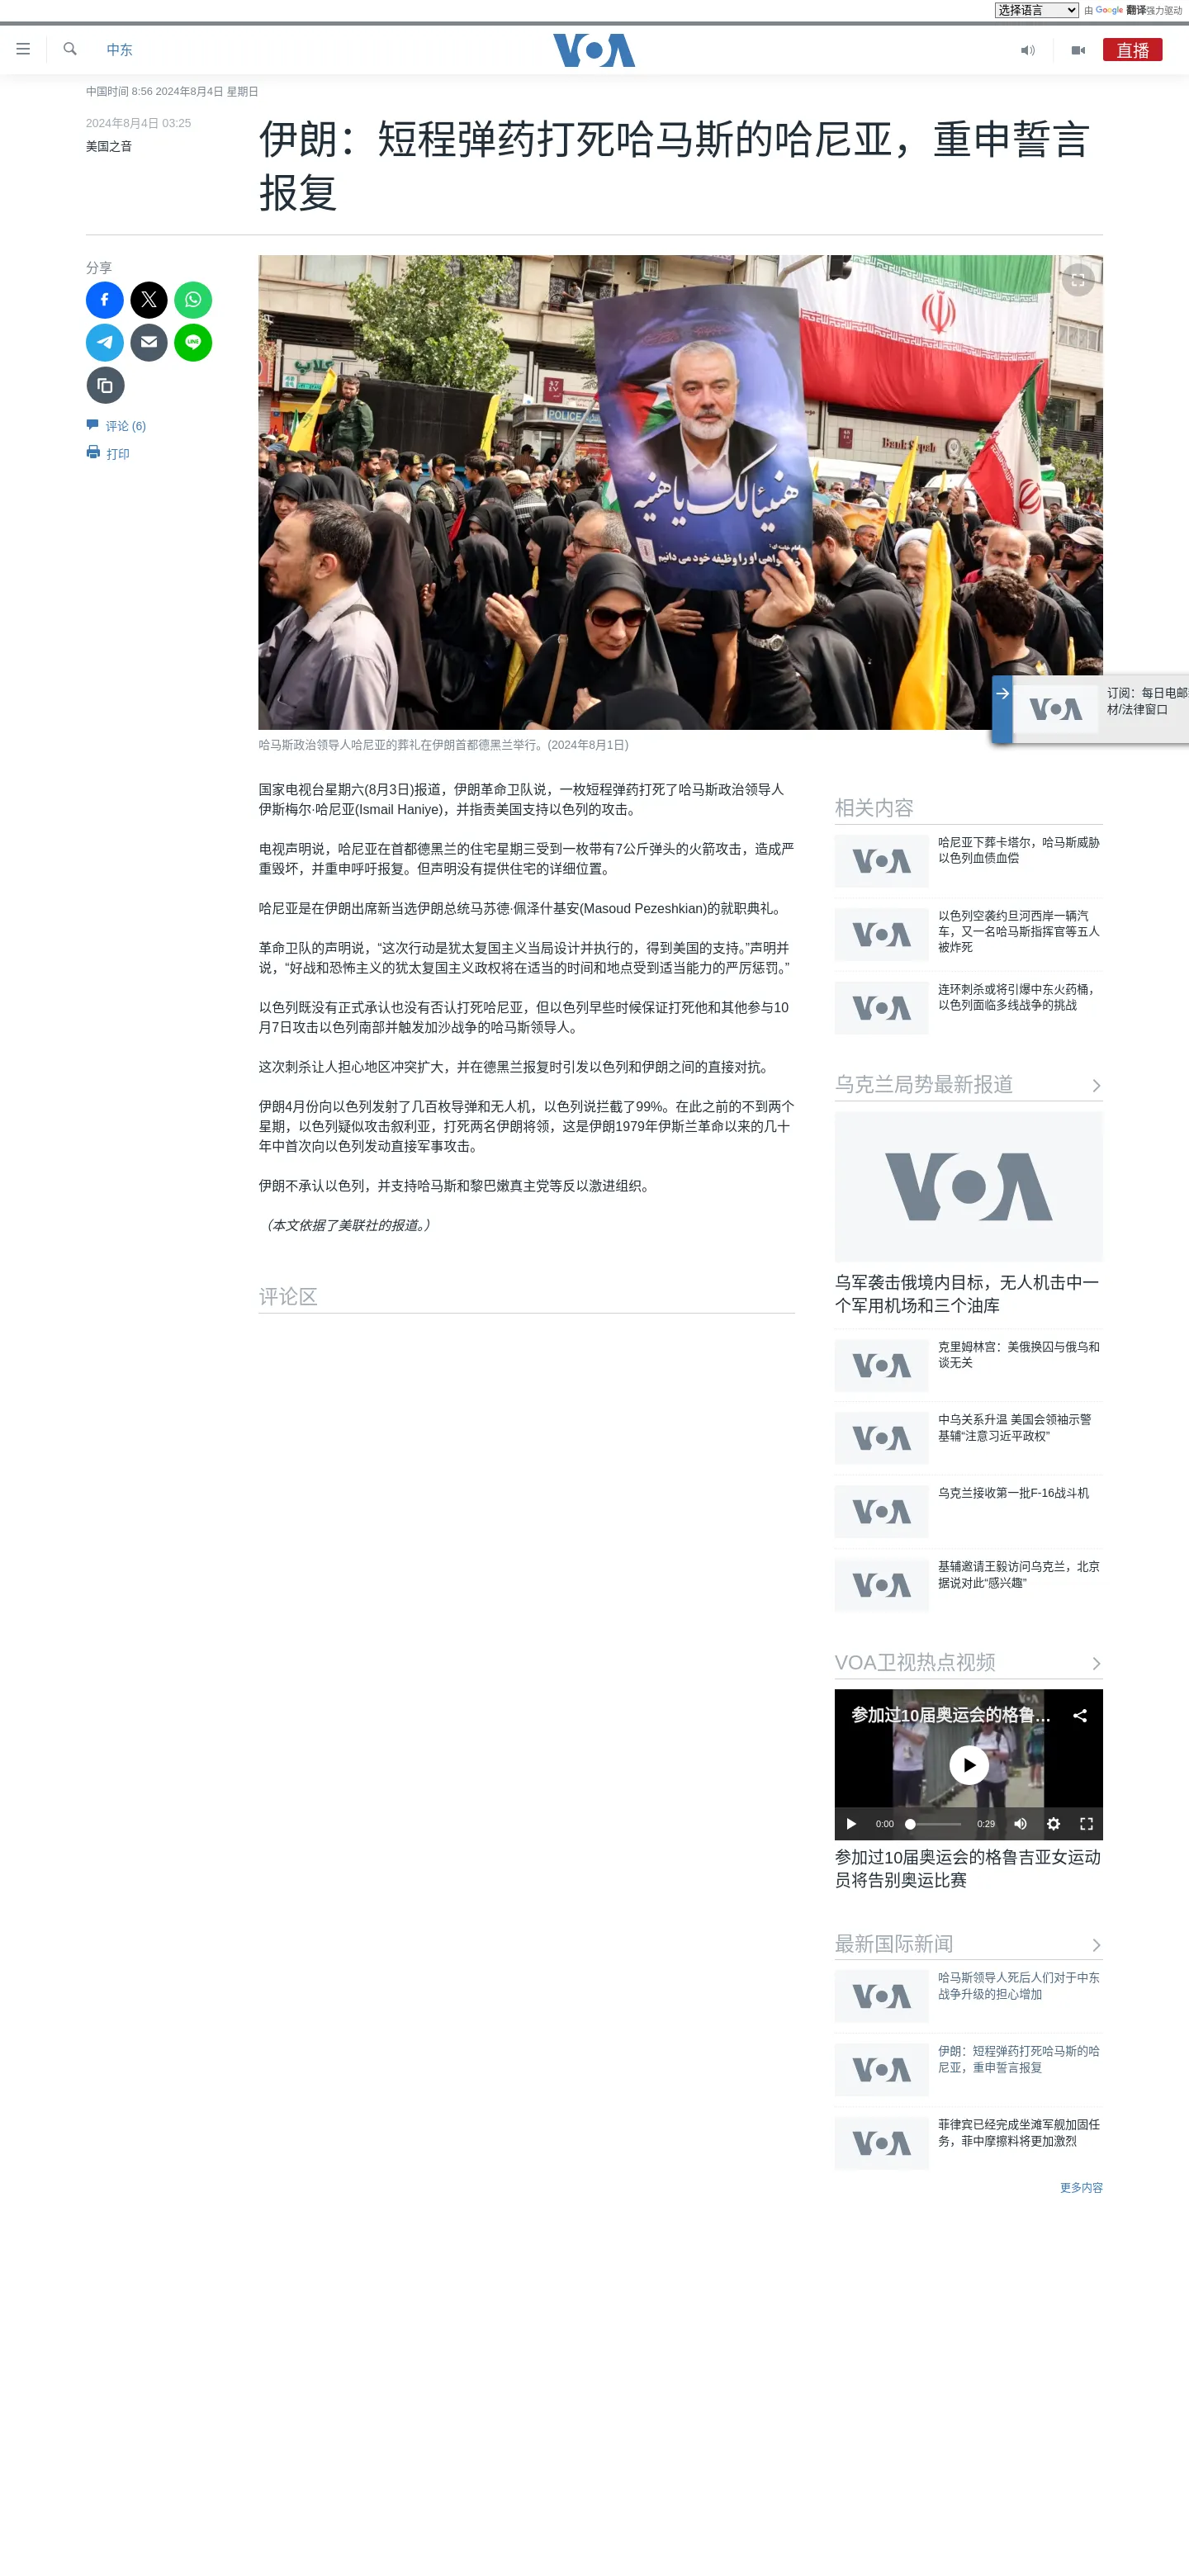 选择语言 由 Google 翻译强力驱动
中东
VOA
直播
中国时间 8:56 2024年8月4日 星期日
2024年8月4日 03:25
美国之音
伊朗：短程弹药打死哈马斯的哈尼亚，重申誓言
报复
分享
评论 (6)
打印
POLICE
Bank Sepah
هنیئا لک یا هنیه
哈马斯政治领导人哈尼亚的葬礼在伊朗首都德黑兰举行。(2024年8月1日)
VOA
订阅：每日电邮
材/法律窗口
国家电视台星期六(8月3日)报道，伊朗革命卫队说，一枚短程弹药打死了哈马斯政治领导人
伊斯梅尔·哈尼亚(Ismail Haniye)，并指责美国支持以色列的攻击。
电视声明说，哈尼亚在首都德黑兰的住宅星期三受到一枚带有7公斤弹头的火箭攻击，造成严
重毁坏，并重申呼吁报复。但声明没有提供住宅的详细位置。
哈尼亚是在伊朗出席新当选伊朗总统马苏德·佩泽什基安(Masoud Pezeshkian)的就职典礼。
革命卫队的声明说，“这次行动是犹太复国主义当局设计并执行的，得到美国的支持。”声明并
说，“好战和恐怖主义的犹太复国主义政权将在适当的时间和地点受到适当能力的严厉惩罚。”
以色列既没有正式承认也没有否认打死哈尼亚，但以色列早些时候保证打死他和其他参与10
月7日攻击以色列南部并触发加沙战争的哈马斯领导人。
这次刺杀让人担心地区冲突扩大，并在德黑兰报复时引发以色列和伊朗之间的直接对抗。
伊朗4月份向以色列发射了几百枚导弹和无人机，以色列说拦截了99%。在此之前的不到两个
星期，以色列疑似攻击叙利亚，打死两名伊朗将领，这是伊朗1979年伊斯兰革命以来的几十
年中首次向以色列发动直接军事攻击。
伊朗不承认以色列，并支持哈马斯和黎巴嫩真主党等反以激进组织。
（本文依据了美联社的报道。）
评论区
相关内容
VOA
哈尼亚下葬卡塔尔，哈马斯威胁
以色列血债血偿
VOA
以色列空袭约旦河西岸一辆汽
车，又一名哈马斯指挥官等五人
被炸死
VOA
连环刺杀或将引爆中东火药桶，
以色列面临多线战争的挑战
乌克兰局势最新报道
VOA
乌军袭击俄境内目标，无人机击中一
个军用机场和三个油库
VOA
克里姆林宫：美俄换囚与俄乌和
谈无关
VOA
中乌关系升温 美国会领袖示警
基辅“注意习近平政权”
VOA
乌克兰接收第一批F-16战斗机
VOA
基辅邀请王毅访问乌克兰，北京
据说对此“感兴趣”
VOA卫视热点视频
参加过10届奥运会的格鲁…
0:00 0:29
参加过10届奥运会的格鲁吉亚女运动
员将告别奥运比赛
最新国际新闻
VOA
哈马斯领导人死后人们对于中东
战争升级的担心增加
VOA
伊朗：短程弹药打死哈马斯的哈
尼亚，重申誓言报复
VOA
菲律宾已经完成坐滩军舰加固任
务，菲中摩擦料将更加激烈
更多内容